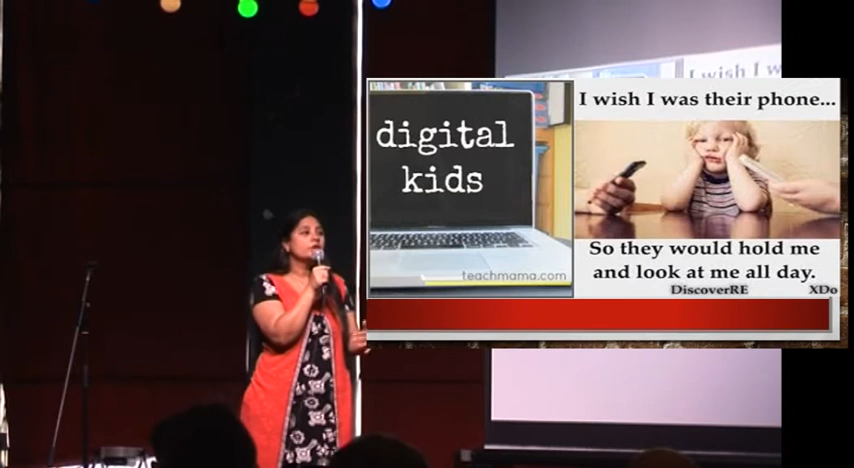 I wish I w
digital
kids
teachmama.com
I wish I was their phone...
So they would hold me
and look at me all day.
DiscoverRE
XDo